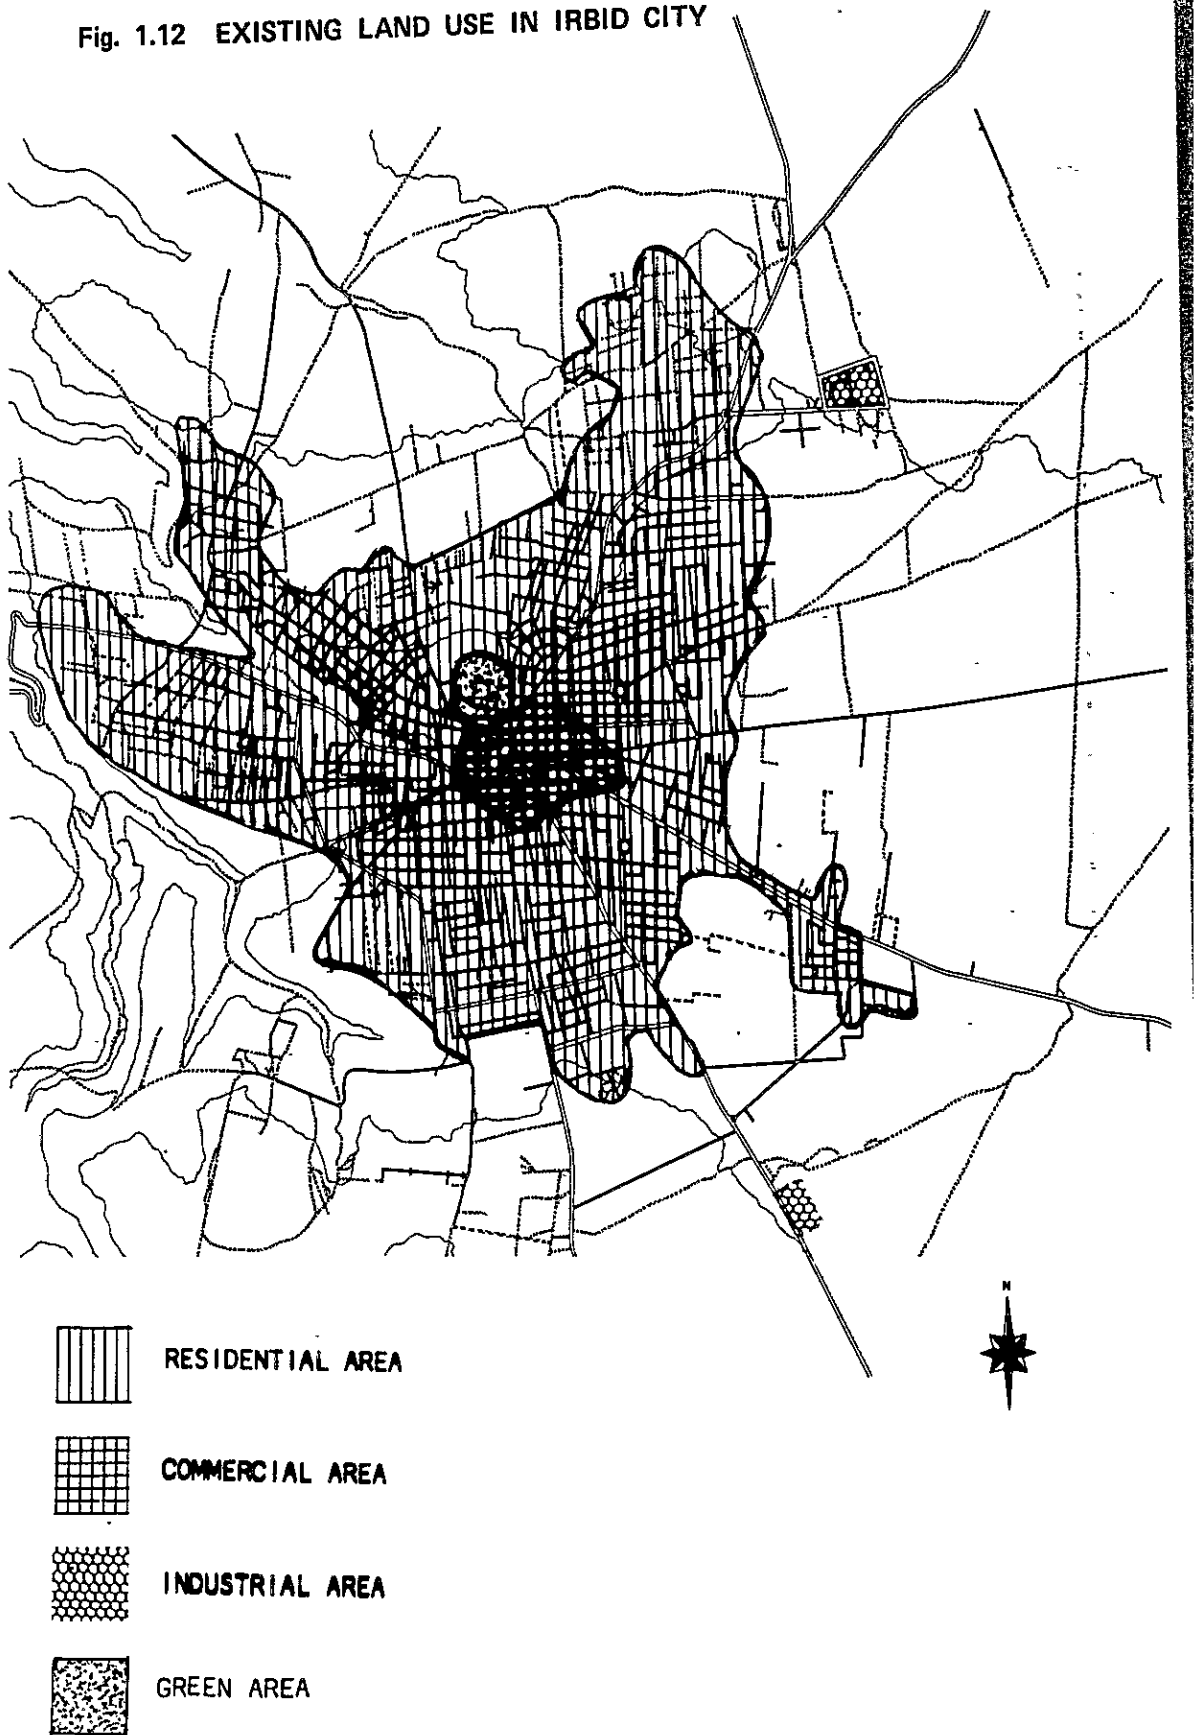 Fig. 1.12 EXISTING LAND USE IN IRBID CITY
N
RESIDENTIAL AREA
COMMERCIAL AREA
INDUSTRIAL AREA
GREEN AREA